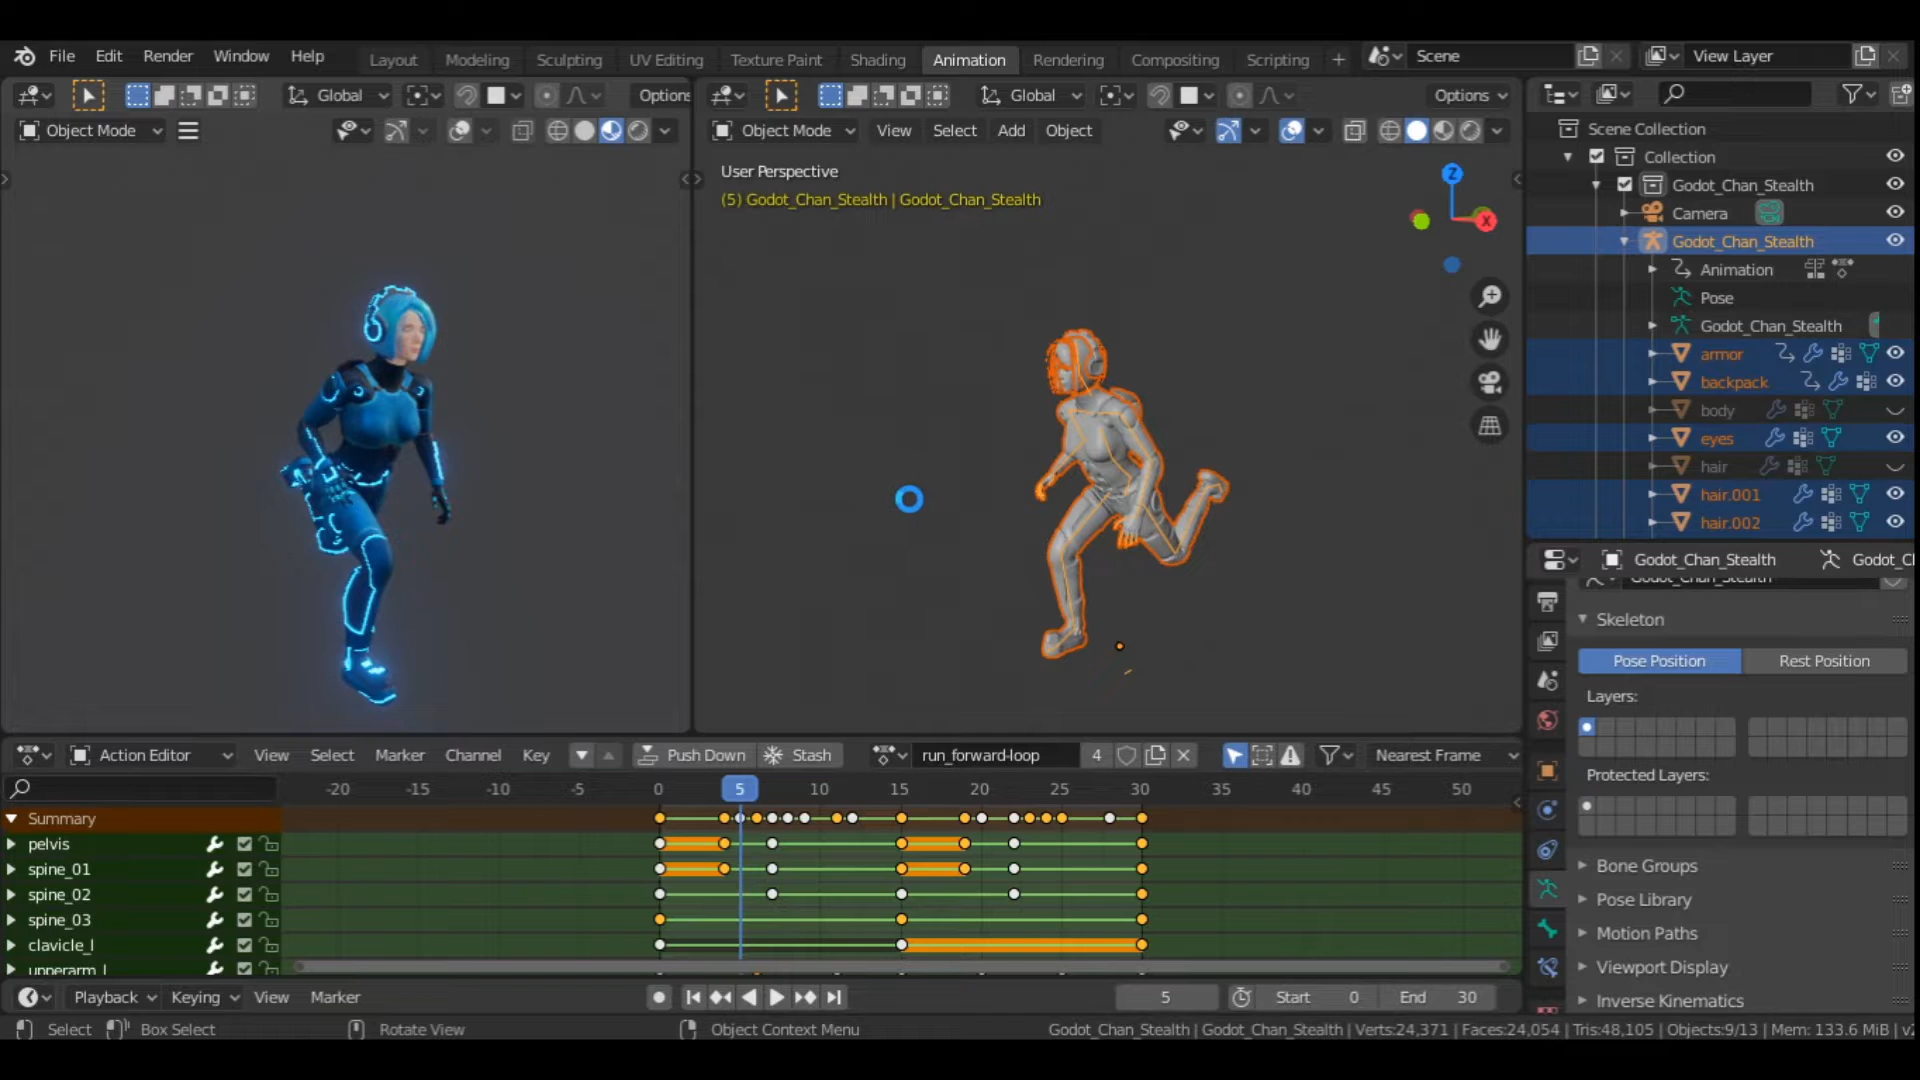 File Edit Render Window Help Layout Modeling Sculpting UV Editing Texture Paint Shading Animation Rendering Compositing Scripting + Scene View Layer
Global Options Global Options
Object Mode Object Mode View Select Add Object
User Perspective
(5) Godot_Chan_Stealth | Godot_Chan_Stealth
Z
X
Scene Collection
Collection
Godot_Chan_Stealth
Camera
Godot_Chan_Stealth
Animation
Pose
Godot_Chan_Stealth
armor
backpack
body
eyes
hair
hair.001
hair.002
Godot_Chan_Stealth Godot_Cl
Godot_Chan_Stealth
Skeleton
Pose Position Rest Position
Layers:
Protected Layers:
Bone Groups
Pose Library
Motion Paths
Viewport Display
Inverse Kinematics
Action Editor View Select Marker Channel Key Push Down Stash run_forward-loop 4 Nearest Frame
-20 -15 -10 -5 0 5 10 15 20 25 30 35 40 45 50
Summary
pelvis
spine_01
spine_02
spine_03
clavicle_l
upperarm_l
Playback Keying View Marker 5 Start 0 End 30
Select Box Select Rotate View Object Context Menu Godot_Chan_Stealth | Godot_Chan_Stealth | Verts:24,371 | Faces:24,054 | Tris:48,105 | Objects:9/13 | Mem: 133.6 MiB | v2